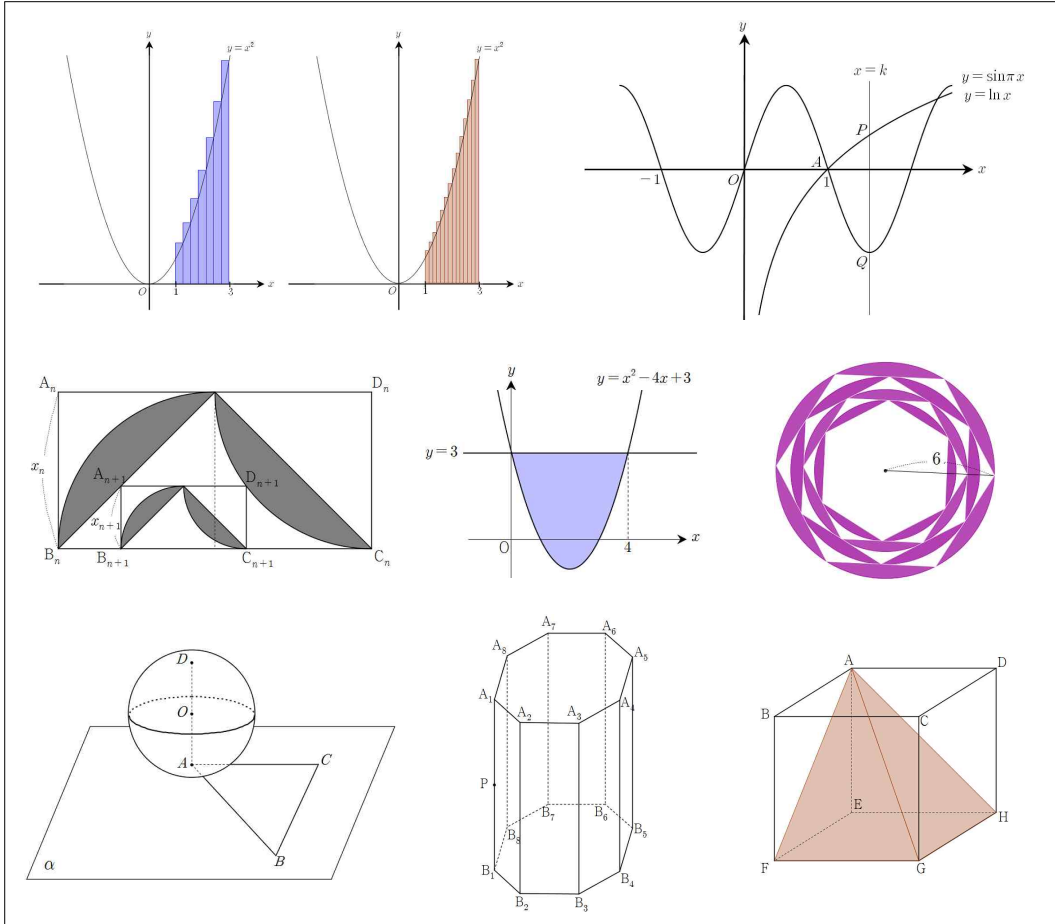 y
y = x²
O
1
3
x
y
y = x²
O
1
3
x
y
x = k
y = sinπx
y = ln x
P
A
−1
O
1
x
Q
Aₙ
Dₙ
xₙ
Aₙ₊₁
Dₙ₊₁
xₙ₊₁
Bₙ
Bₙ₊₁
Cₙ₊₁
Cₙ
y
y = x² − 4x + 3
y = 3
O
4
x
6
D
O
A
C
B
α
A₇
A₆
A₈
A₅
A₁
A₂
A₃
A₄
P
B₇
B₆
B₈
B₅
B₁
B₂
B₃
B₄
A
D
B
C
E
H
F
G